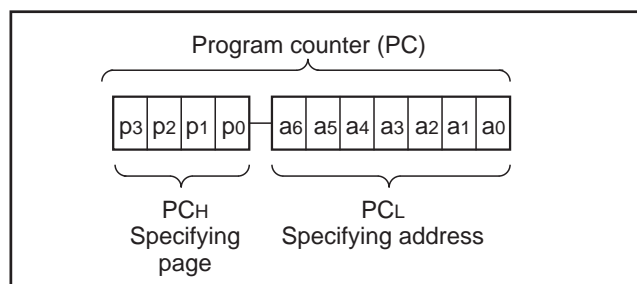 Program counter (PC)
p3 p2 p1 p0 a6 a5 a4 a3 a2 a1 a0
PCH PCL
Specifying page Specifying address